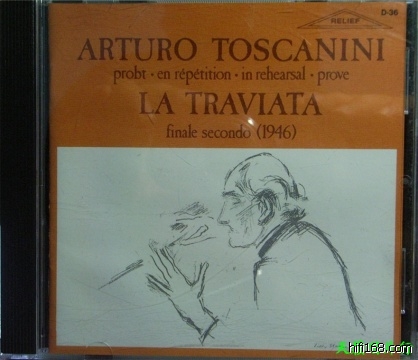 D-36
RELIEF
ARTURO TOSCANINI
probt · en répétition · in rehearsal · prove
LA TRAVIATA
finale secondo (1946)
hifi168.com